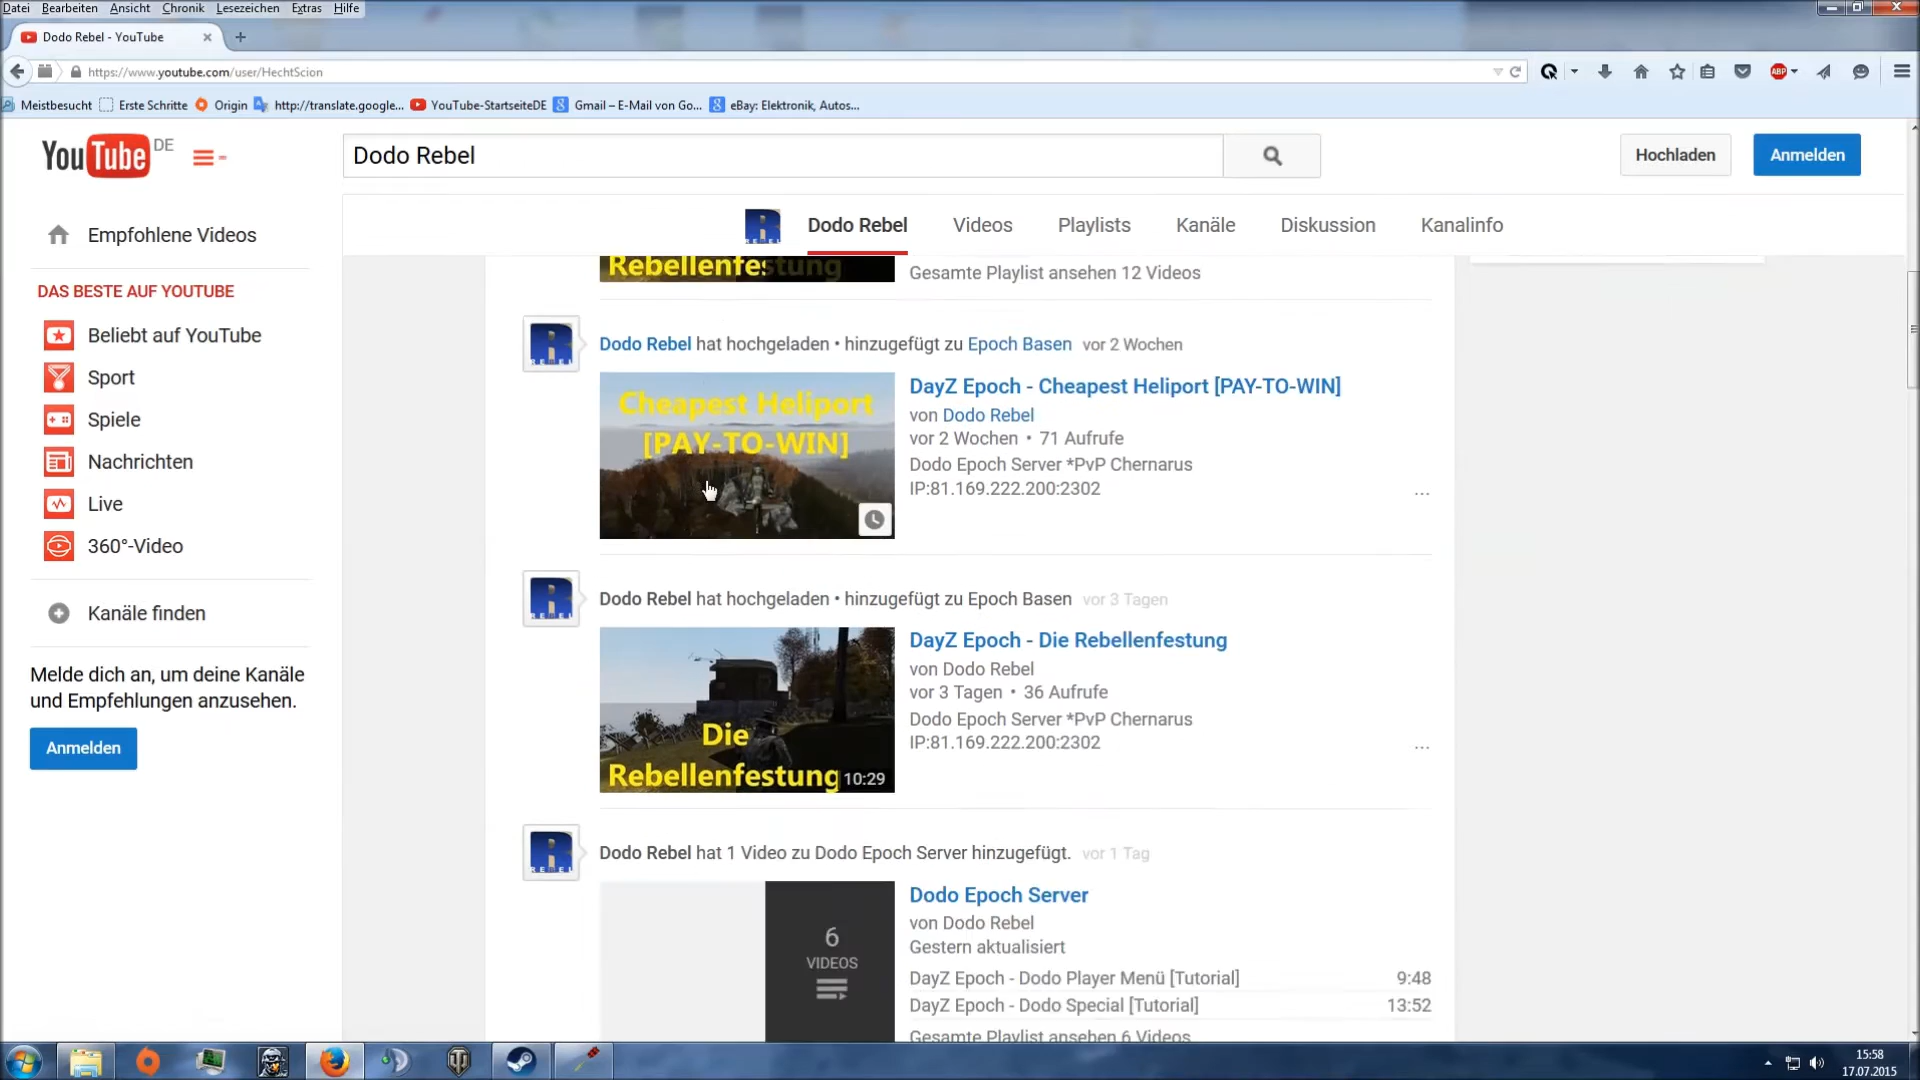 Datei Bearbeiten Ansicht Chronik Lesezeichen Extras Hilfe
Dodo Rebel - YouTube
https://www.youtube.com/user/HechtScion
ABP
Meistbesucht Erste Schritte Origin http://translate.google... YouTube-StartseiteDE Gmail – E-Mail von Go... eBay: Elektronik, Autos...
YouTube DE
Dodo Rebel
Hochladen
Anmelden
Dodo Rebel Videos Playlists Kanäle Diskussion Kanalinfo
Empfohlene Videos
DAS BESTE AUF YOUTUBE
Beliebt auf YouTube
Sport
Spiele
Nachrichten
Live
360°-Video
Kanäle finden
Melde dich an, um deine Kanäle
und Empfehlungen anzusehen.
Anmelden
Rebellenfestung
Gesamte Playlist ansehen 12 Videos
Dodo Rebel hat hochgeladen • hinzugefügt zu Epoch Basen vor 2 Wochen
Cheapest Heliport
[PAY-TO-WIN]
DayZ Epoch - Cheapest Heliport [PAY-TO-WIN]
von Dodo Rebel
vor 2 Wochen • 71 Aufrufe
Dodo Epoch Server *PvP Chernarus
IP:81.169.222.200:2302
...
Dodo Rebel hat hochgeladen • hinzugefügt zu Epoch Basen vor 3 Tagen
Die
Rebellenfestung
10:29
DayZ Epoch - Die Rebellenfestung
von Dodo Rebel
vor 3 Tagen • 36 Aufrufe
Dodo Epoch Server *PvP Chernarus
IP:81.169.222.200:2302
...
Dodo Rebel hat 1 Video zu Dodo Epoch Server hinzugefügt. vor 1 Tag
6
VIDEOS
Dodo Epoch Server
von Dodo Rebel
Gestern aktualisiert
DayZ Epoch - Dodo Player Menü [Tutorial] 9:48
DayZ Epoch - Dodo Special [Tutorial] 13:52
Gesamte Playlist ansehen 6 Videos
15:58
17.07.2015